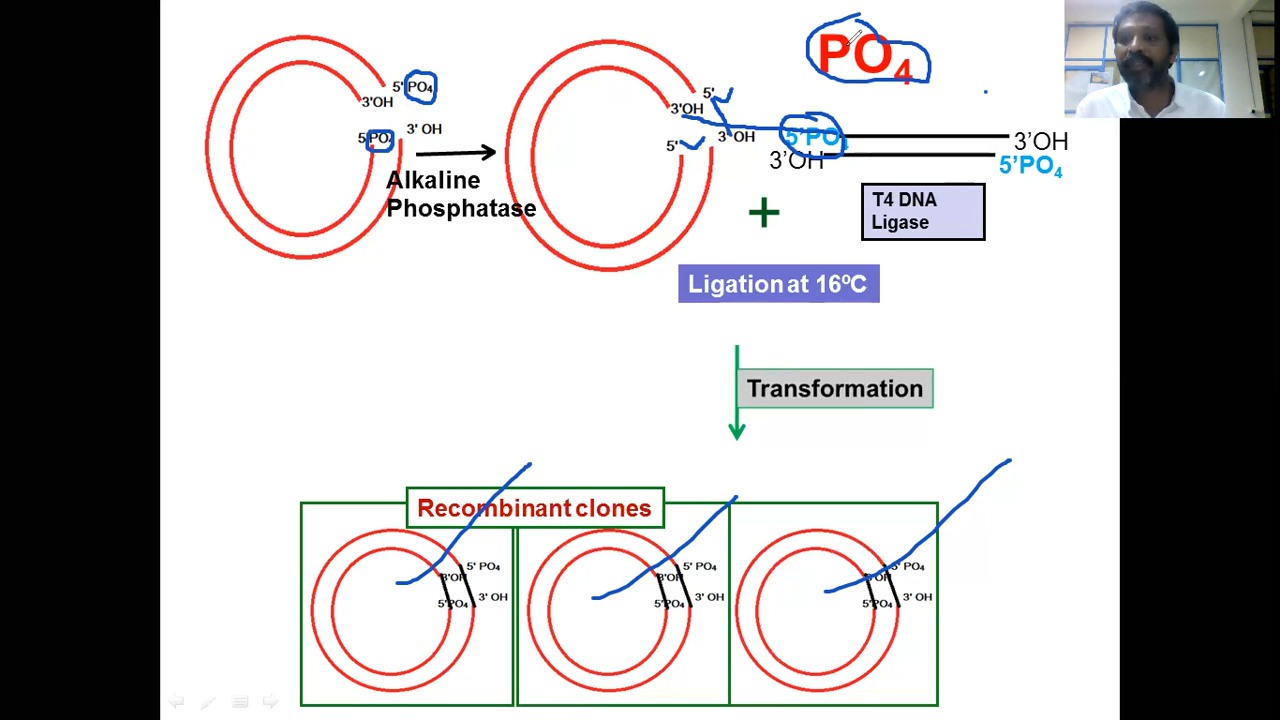 PO4
5' PO4
3'OH
5'PO4
3' OH
5'
3'OH
3' OH
5'
5'PO4
3'OH
3'OH
5'PO4
Alkaline
Phosphatase
T4 DNA
Ligase
+
Ligation at 16ºC
Transformation
Recombinant clones
5' PO4
3'OH
5'PO4
3' OH
5' PO4
3'OH
5'PO4
3' OH
5' PO4
3'OH
5'PO4
3' OH